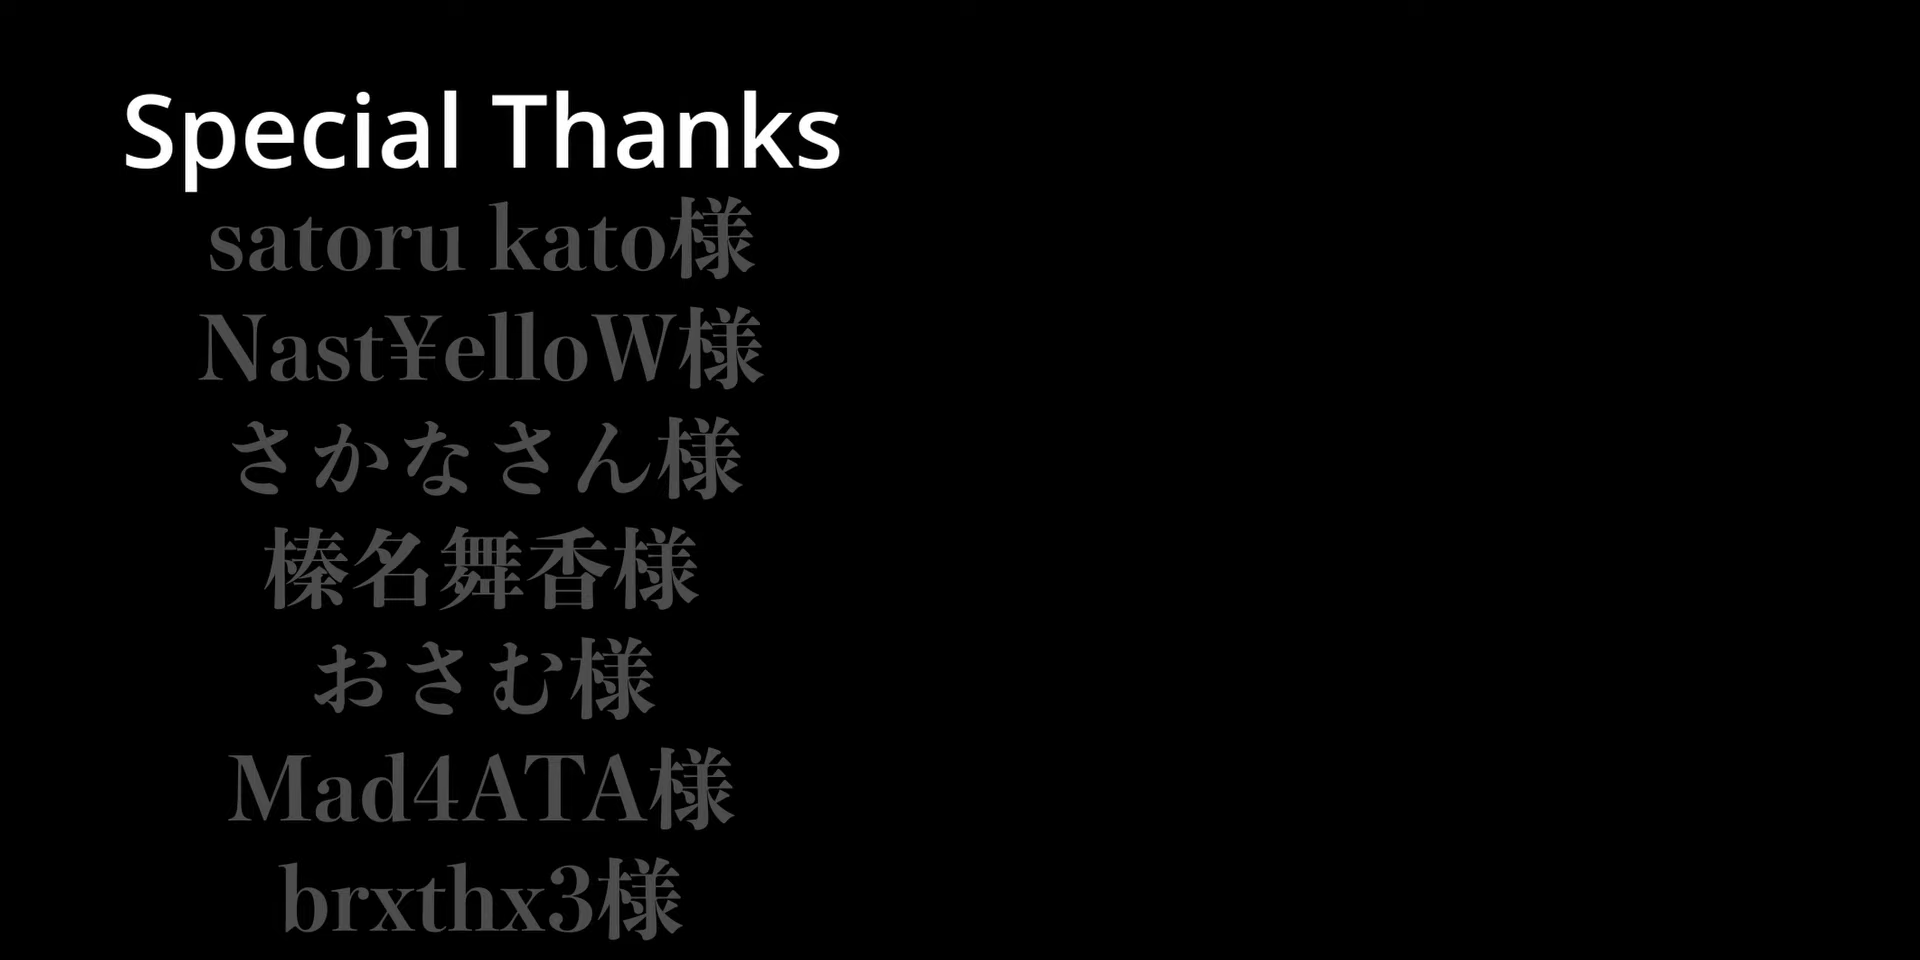 Special Thanks
satoru kato様
Nast¥elloW様
さかなさん様
榛名舞香様
おさむ様
Mad4ATA様
brxthx3様